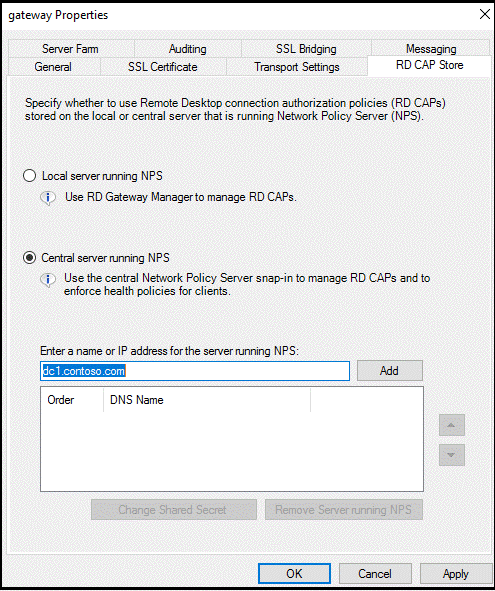 gateway Properties
Server Farm
Auditing
SSL Bridging
Messaging
General
SSL Certificate
Transport Settings
RD CAP Store
Specify whether to use Remote Desktop connection authorization policies (RD CAPs)
stored on the local or central server that is running Network Policy Server (NPS).
Local server running NPS
Use RD Gateway Manager to manage RD CAPs.
Central server running NPS
Use the central Network Policy Server snap-in to manage RD CAPs and to
enforce health policies for clients.
Enter a name or IP address for the server running NPS:
dc1.contoso.com
Add
Order
DNS Name
Change Shared Secret
Remove Server running NPS
OK
Cancel
Apply